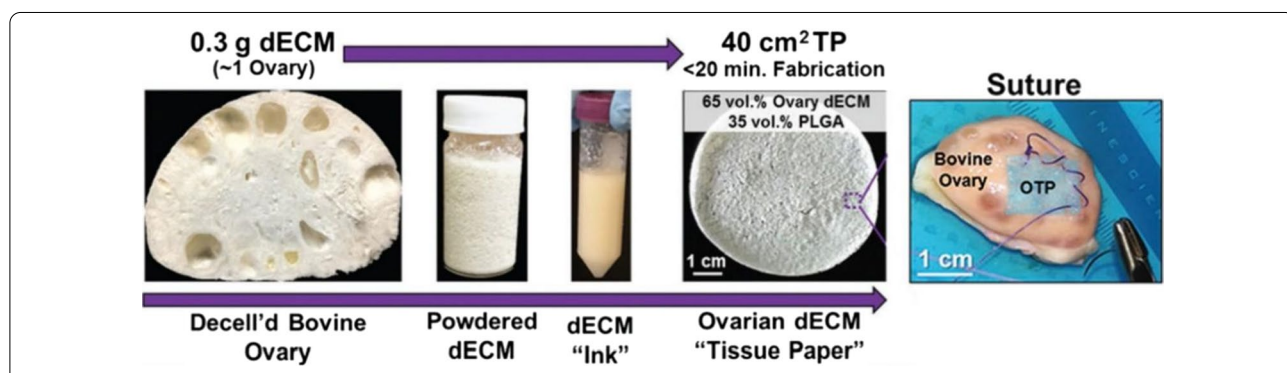 0.3 g dECM
(~1 Ovary)
40 cm² TP
<20 min. Fabrication
65 vol.% Ovary dECM
35 vol.% PLGA
1 cm
Suture
Bovine
Ovary
OTP
1 cm
INESCIEN
Decell'd Bovine
Ovary
Powdered
dECM
dECM
“Ink”
Ovarian dECM
“Tissue Paper”